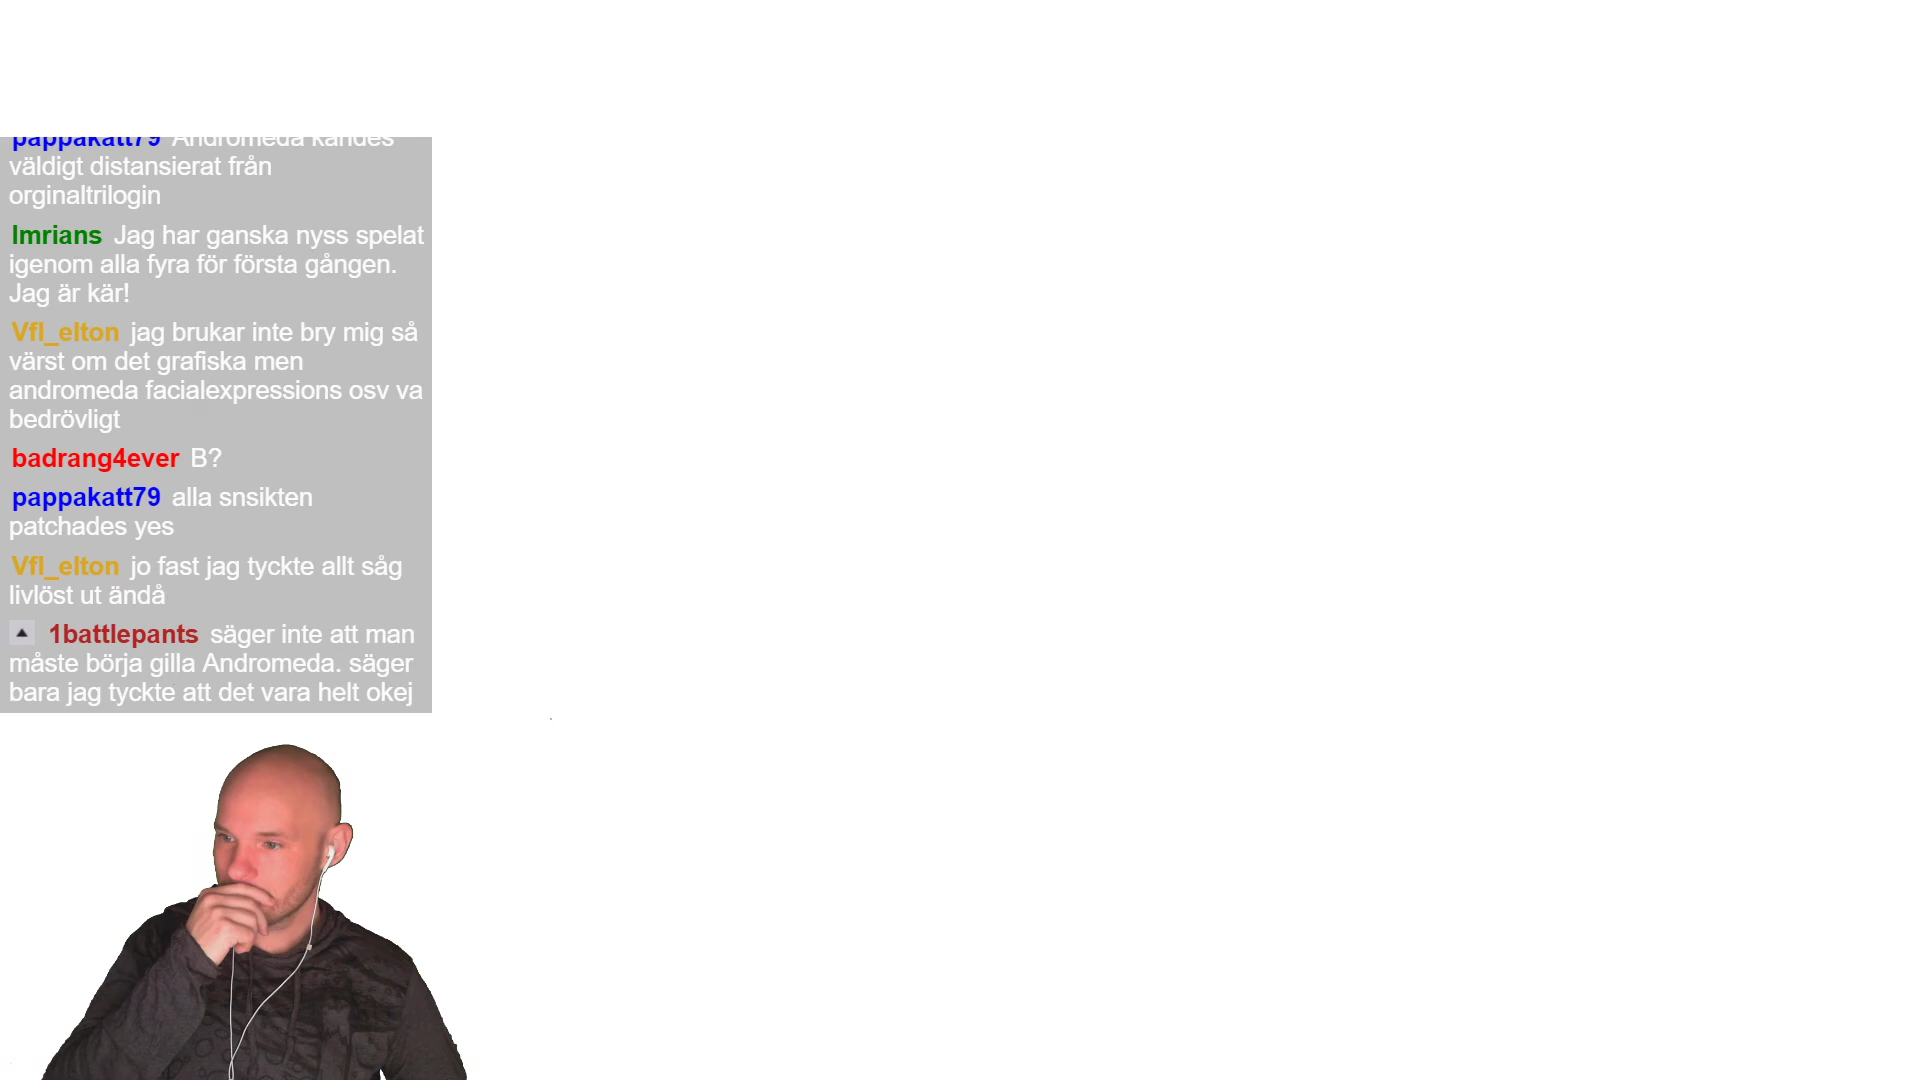 pappakatt79 Andromeda kändes
väldigt distansierat från
orginaltrilogin
Imrians Jag har ganska nyss spelat
igenom alla fyra för första gången.
Jag är kär!
Vfl_elton jag brukar inte bry mig så
värst om det grafiska men
andromeda facialexpressions osv va
bedrövligt
badrang4ever B?
pappakatt79 alla snsikten
patchades yes
Vfl_elton jo fast jag tyckte allt såg
livlöst ut ändå
1battlepants säger inte att man
måste börja gilla Andromeda. säger
bara jag tyckte att det vara helt okej